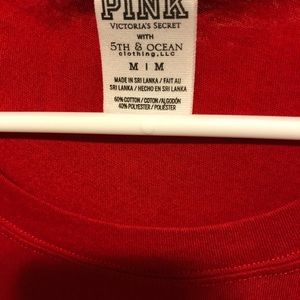 PINK
VICTORIA'S SECRET
WITH
5TH & OCEAN
clothing, LLC
M | M
MADE IN SRI LANKA / FAIT AU
SRI LANKA / HECHO EN SRI LANKA
60% COTTON / COTON / ALGODÓN
40% POLYESTER / POLIÉSTER